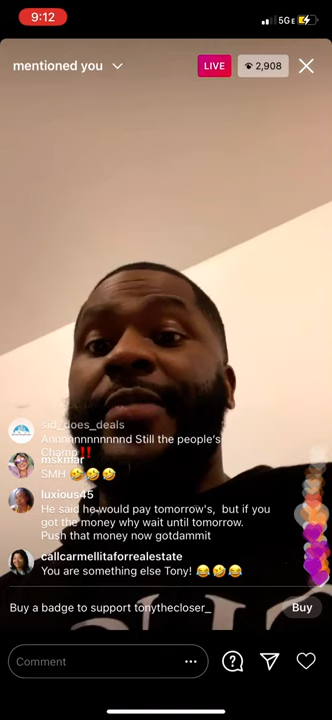 9:12
5GE
mentioned you
LIVE
2,908
sid_does_deals
Annnnnnnnnnnd Still the people's
Champ‼️
mskmar
SMH 🤣🤣🤣
luxious45
He said he would pay tomorrow's, but if you
got the money why wait until tomorrow.
Push that money now gotdammit
callcarmellitaforrealestate
You are something else Tony! 😂🤣😂
Buy a badge to support tonythecloser_
Buy
Comment